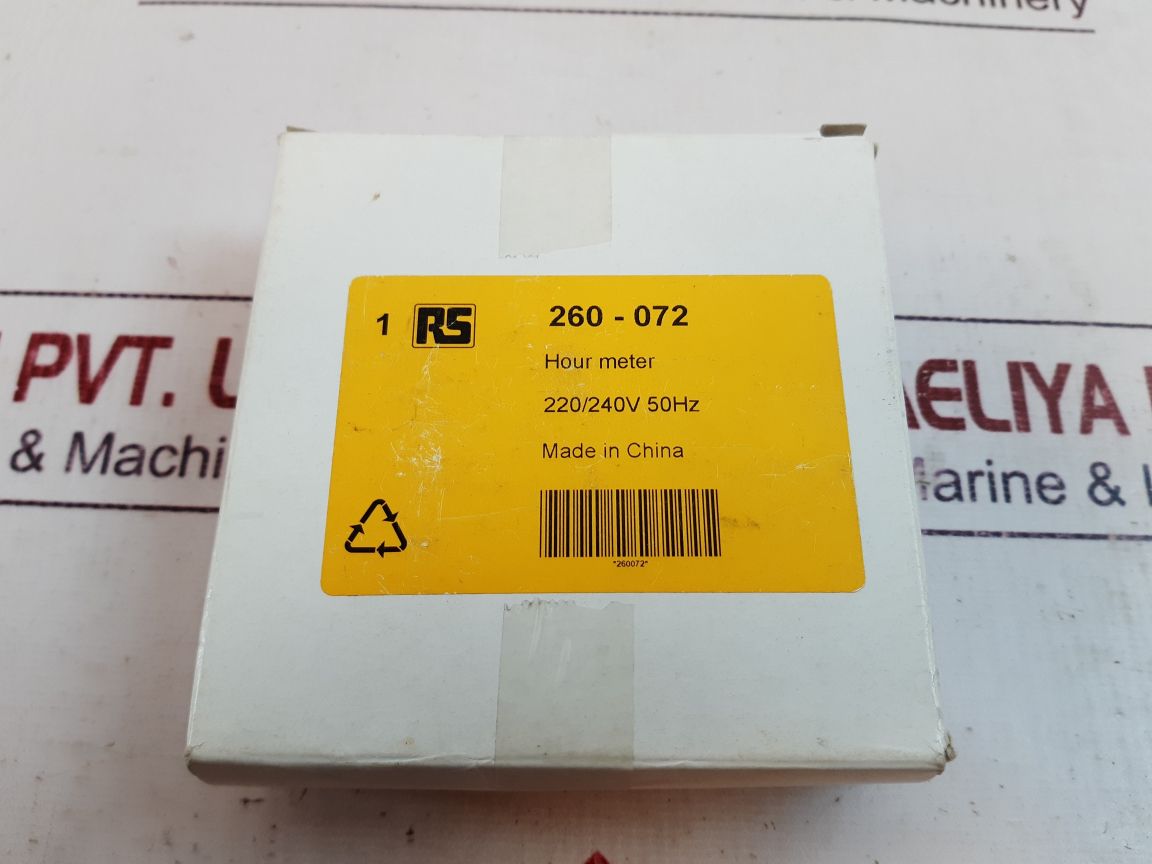 Machinery
1 RS 260 - 072
Hour meter
220/240V 50Hz
Made in China
*260072*
PVT.
& Machi
AELIYA
Marine &